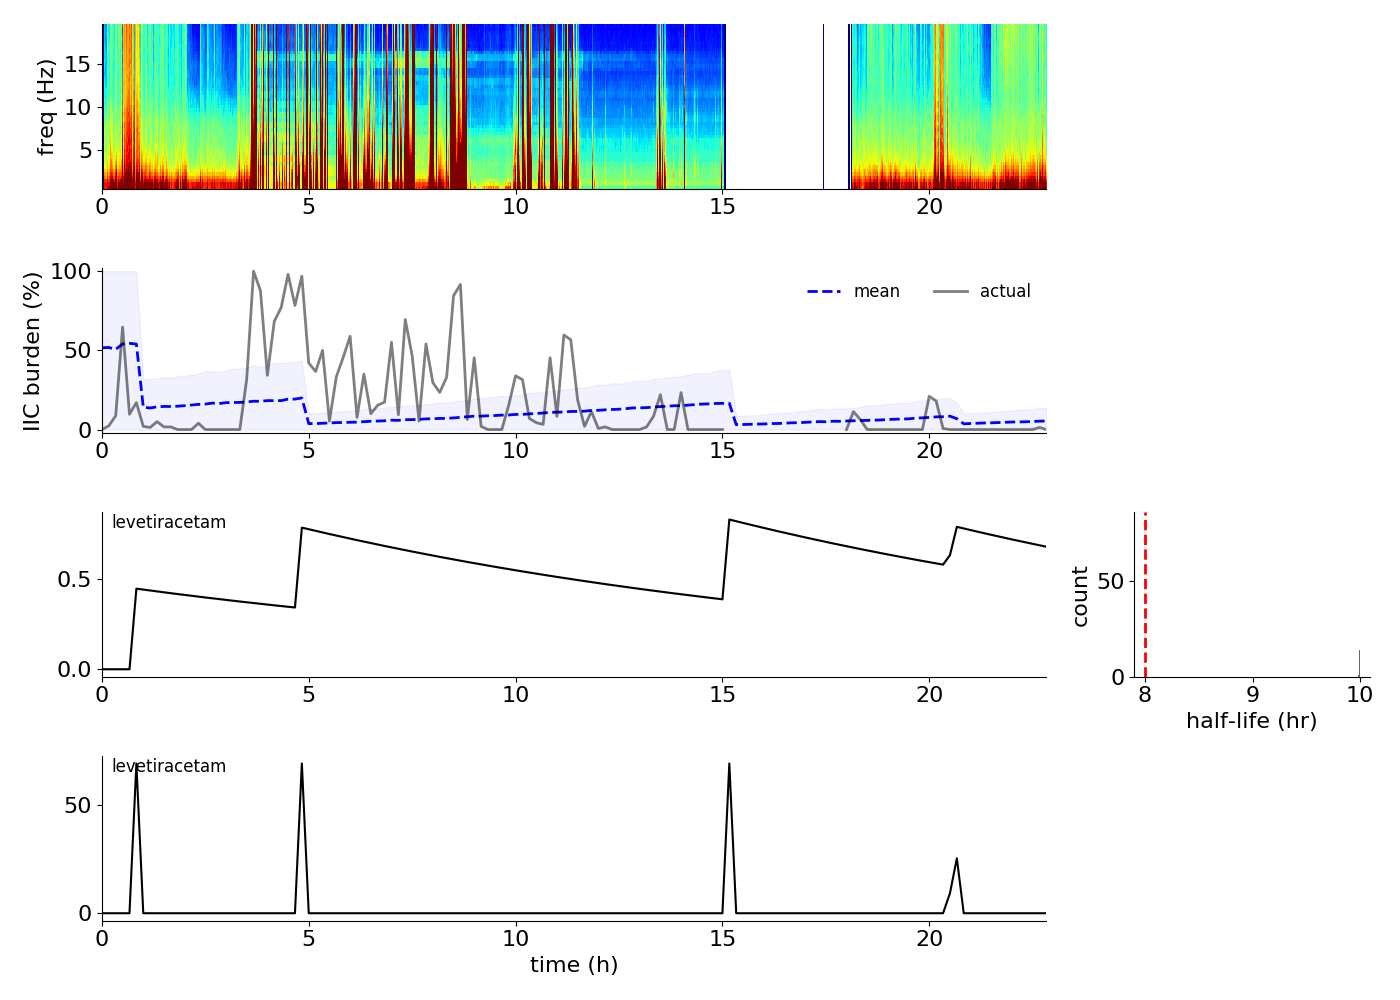 freq (Hz)
15
10
5
0 5 10 15 20
IIC burden (%)
100
50
0
mean actual
0 5 10 15 20
levetiracetam
0.5
0.0
0 5 10 15 20
count
50
0
8 9 10
half-life (hr)
levetiracetam
50
0
0 5 10 15 20
time (h)